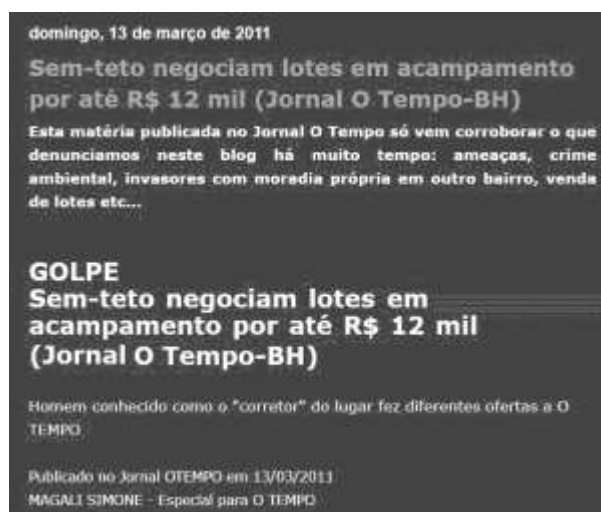 domingo, 13 de março de 2011
Sem-teto negociam lotes em acampamento
por até R$ 12 mil (Jornal O Tempo-BH)
Esta matéria publicada no Jornal O Tempo só vem corroborar o que
denunciamos neste blog há muito tempo: ameaças, crime
ambiental, invasores com moradia própria em outro bairro, venda
de lotes etc...
GOLPE
Sem-teto negociam lotes em
acampamento por até R$ 12 mil
(Jornal O Tempo-BH)
Homem conhecido como o "corretor" do lugar fez diferentes ofertas a O
TEMPO
Publicado no Jornal OTEMPO em 13/03/2011
MAGALI SIMONE - Especial para O TEMPO